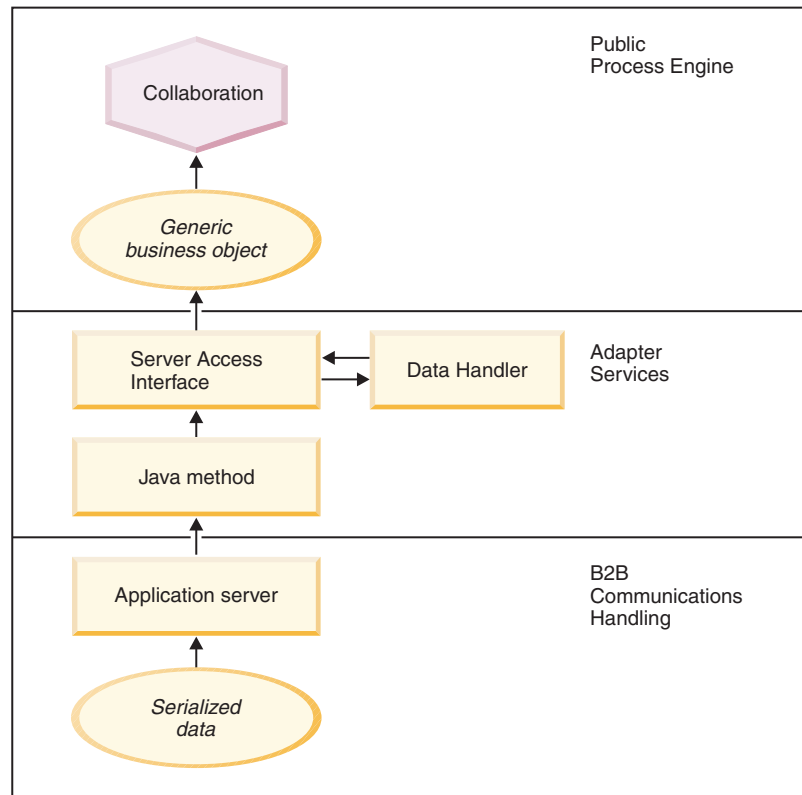 Public
Process Engine
Collaboration
Generic
business object
Server Access
Interface
Data Handler
Adapter
Services
Java method
Application server
B2B
Communications
Handling
Serialized
data